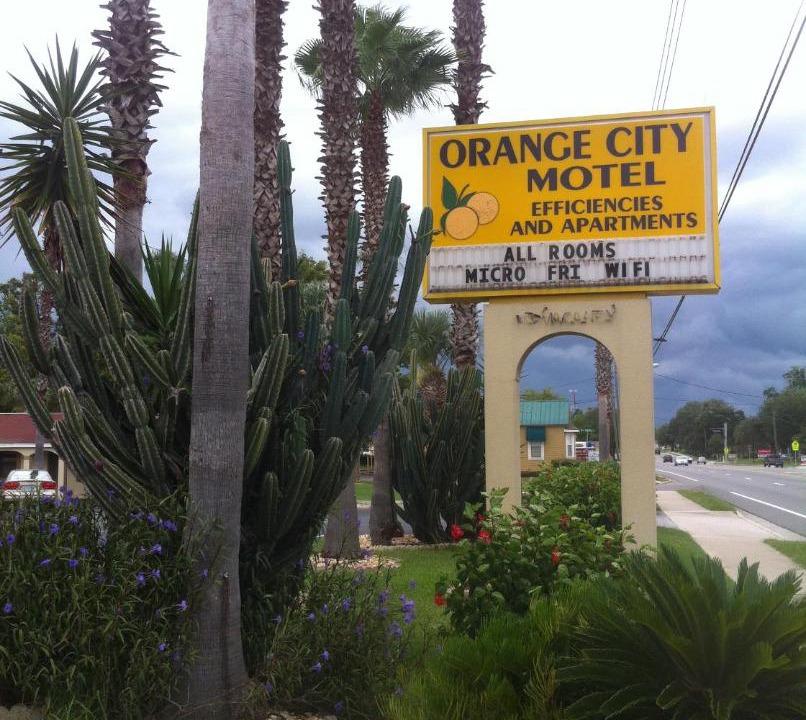 ORANGE CITY
MOTEL
EFFICIENCIES
AND APARTMENTS
ALL ROOMS
MICRO FRI WIFI